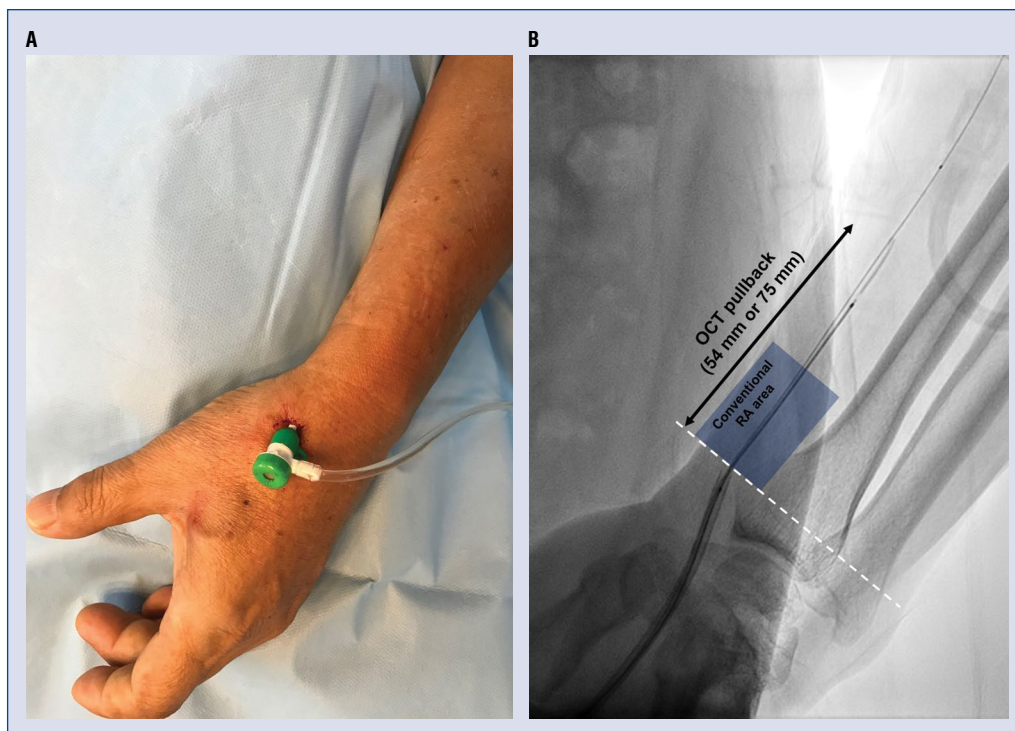 A
B
OCT pullback
(54 mm or 75 mm)
Conventional
RA area